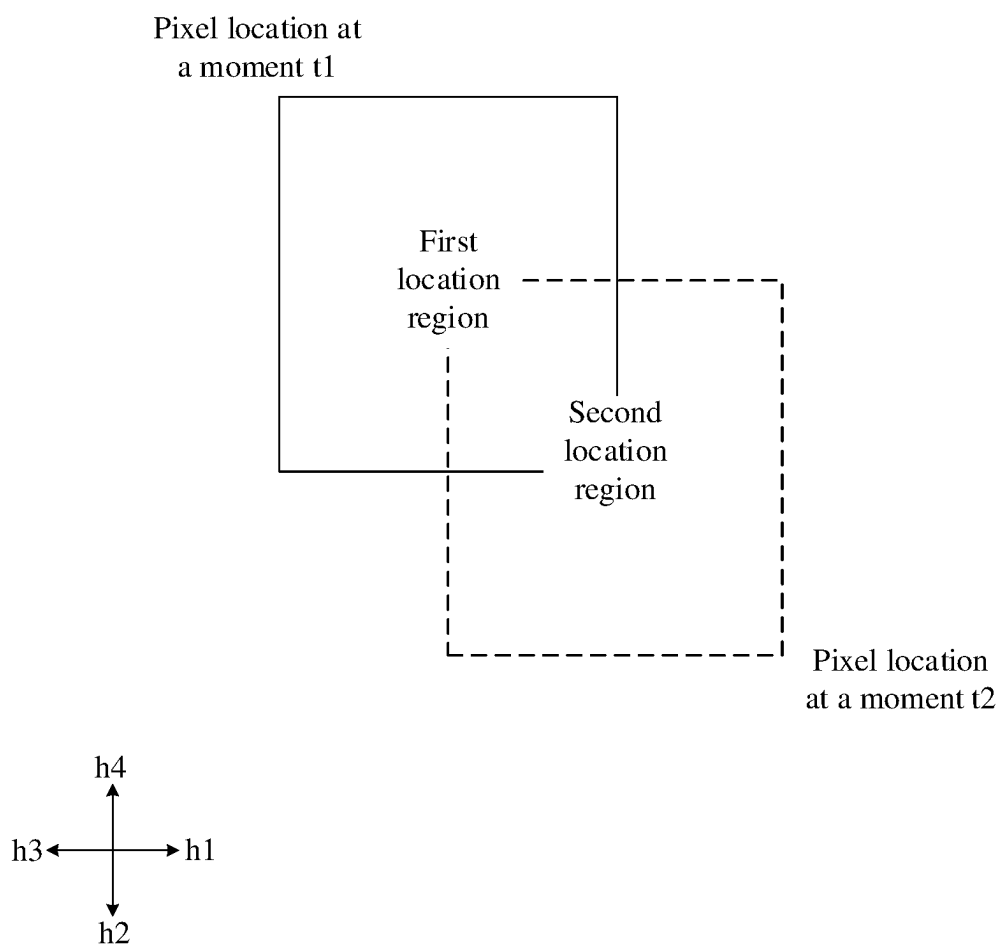 Pixel location at
a moment t1
First
location
region
Second
location
region
Pixel location
at a moment t2
h4
h3
h1
h2